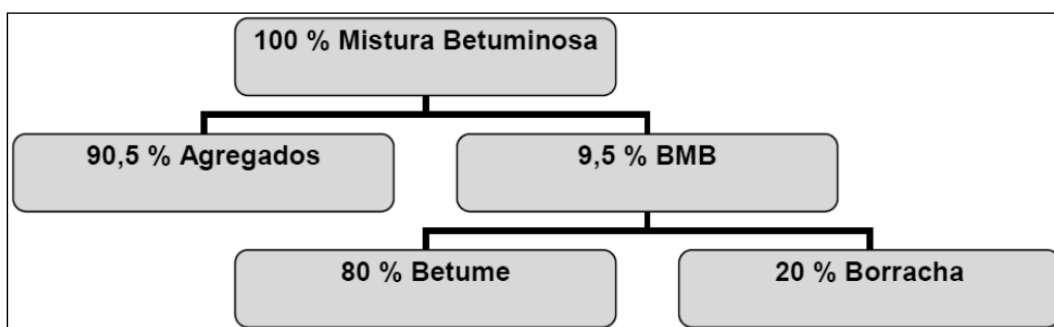 100 % Mistura Betuminosa
90,5 % Agregados
9,5 % BMB
80 % Betume
20 % Borracha